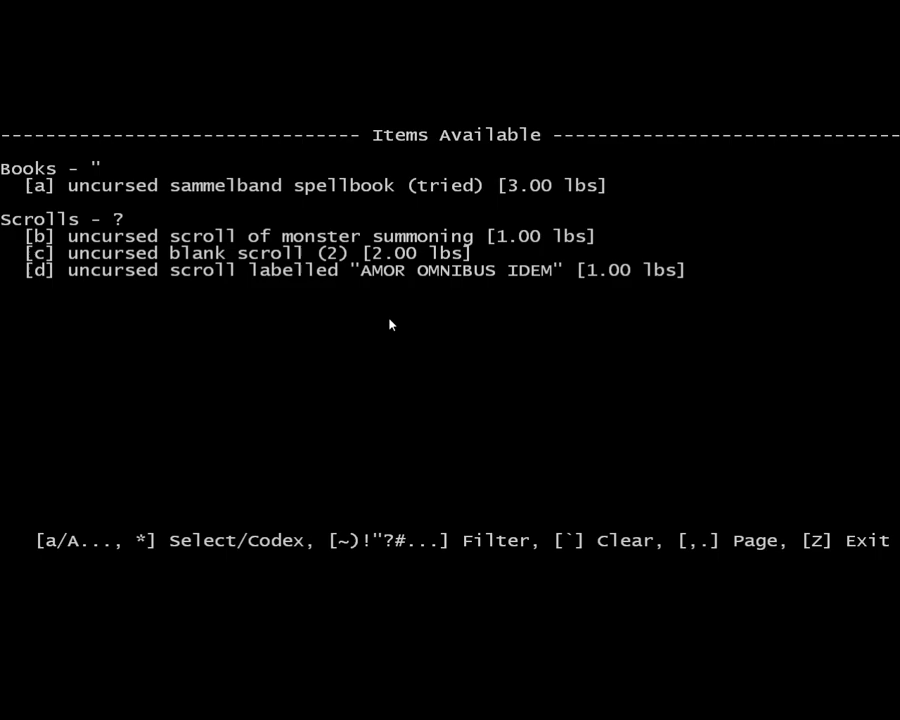 -------------------------------- Items Available -------------------------------
Books - "
[a] uncursed sammelband spellbook (tried) [3.00 lbs]
Scrolls - ?
[b] uncursed scroll of monster summoning [1.00 lbs]
[c] uncursed blank scroll (2) [2.00 lbs]
[d] uncursed scroll labelled "AMOR OMNIBUS IDEM" [1.00 lbs]
[a/A..., *] Select/Codex, [~)!"?#...] Filter, [`] Clear, [,.] Page, [Z] Exit